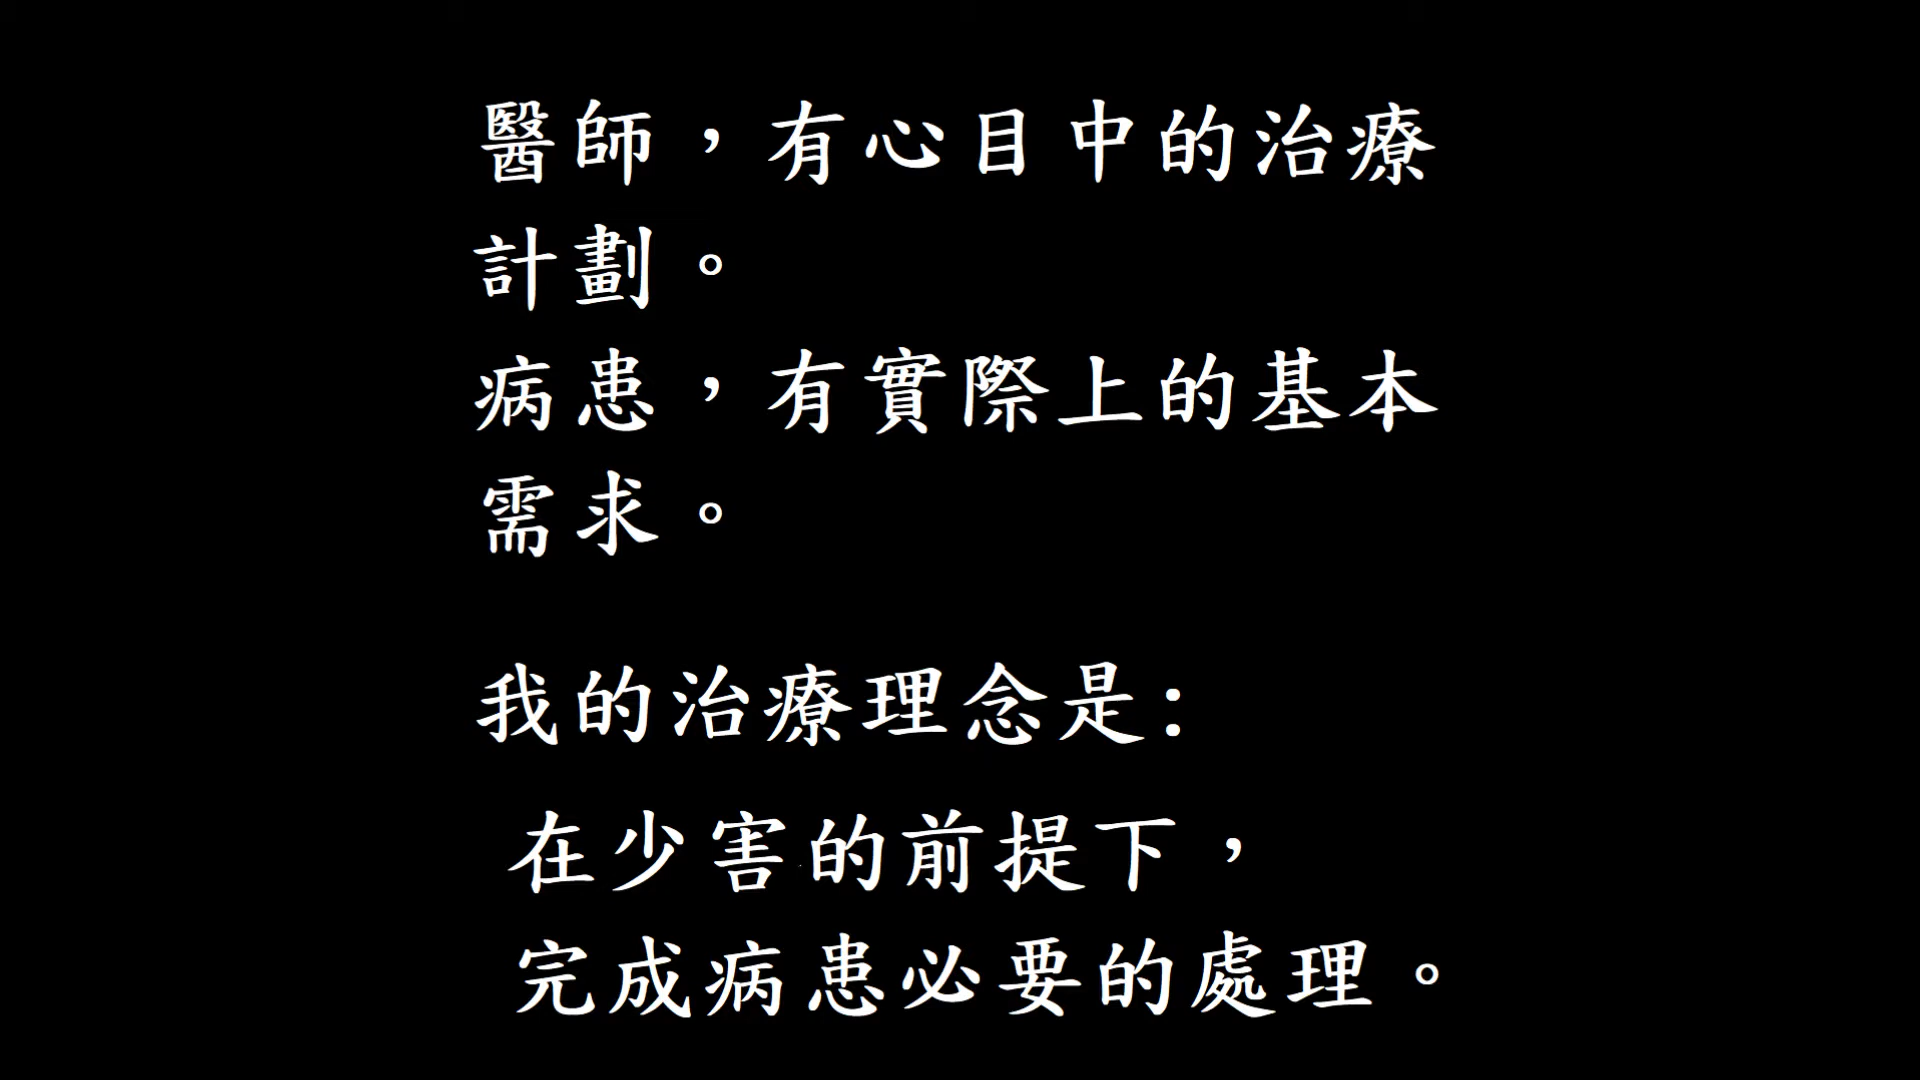 醫師，有心目中的治療
計劃。
病患，有實際上的基本
需求。
我的治療理念是:
在少害的前提下，
完成病患必要的處理。